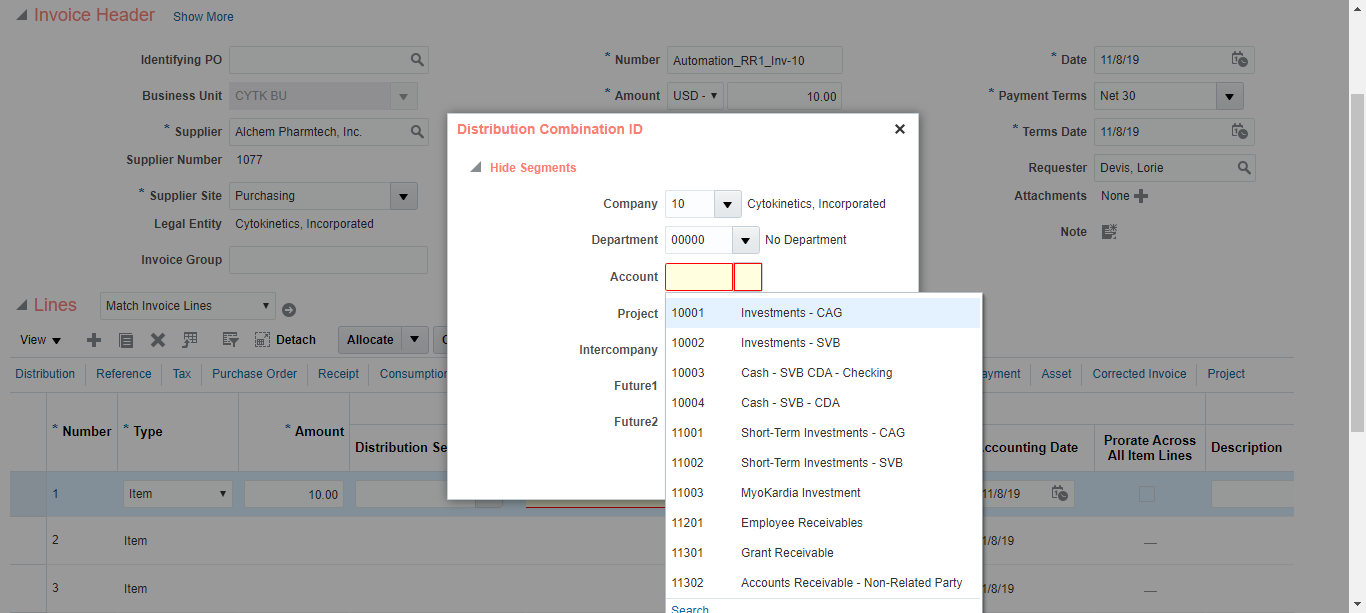 Invoice Header Show More
Identifying PO
* Number Automation_RR1_Inv-10
* Date 11/8/19
Business Unit CYTK BU
* Amount USD - 10.00
* Payment Terms Net 30
* Supplier Alchem Pharmtech, Inc.
* Terms Date 11/8/19
Supplier Number 1077
Requester Devis, Lorie
* Supplier Site Purchasing
Attachments None
Legal Entity Cytokinetics, Incorporated
Note
Invoice Group
Distribution Combination ID
Hide Segments
Company 10 Cytokinetics, Incorporated
Department 00000 No Department
Account
Project
Intercompany
Future1
Future2
10001 Investments - CAG
10002 Investments - SVB
10003 Cash - SVB CDA - Checking
10004 Cash - SVB - CDA
11001 Short-Term Investments - CAG
11002 Short-Term Investments - SVB
11003 MyoKardia Investment
11201 Employee Receivables
11301 Grant Receivable
11302 Accounts Receivable - Non-Related Party
Search
Lines Match Invoice Lines
View Detach Allocate
Distribution Reference Tax Purchase Order Receipt Consumption ayment Asset Corrected Invoice Project
* Number * Type * Amount Distribution Se ccounting Date Prorate Across
All Item Lines Description
1 Item 10.00 11/8/19
2 Item 1/8/19 —
3 Item 1/8/19 —